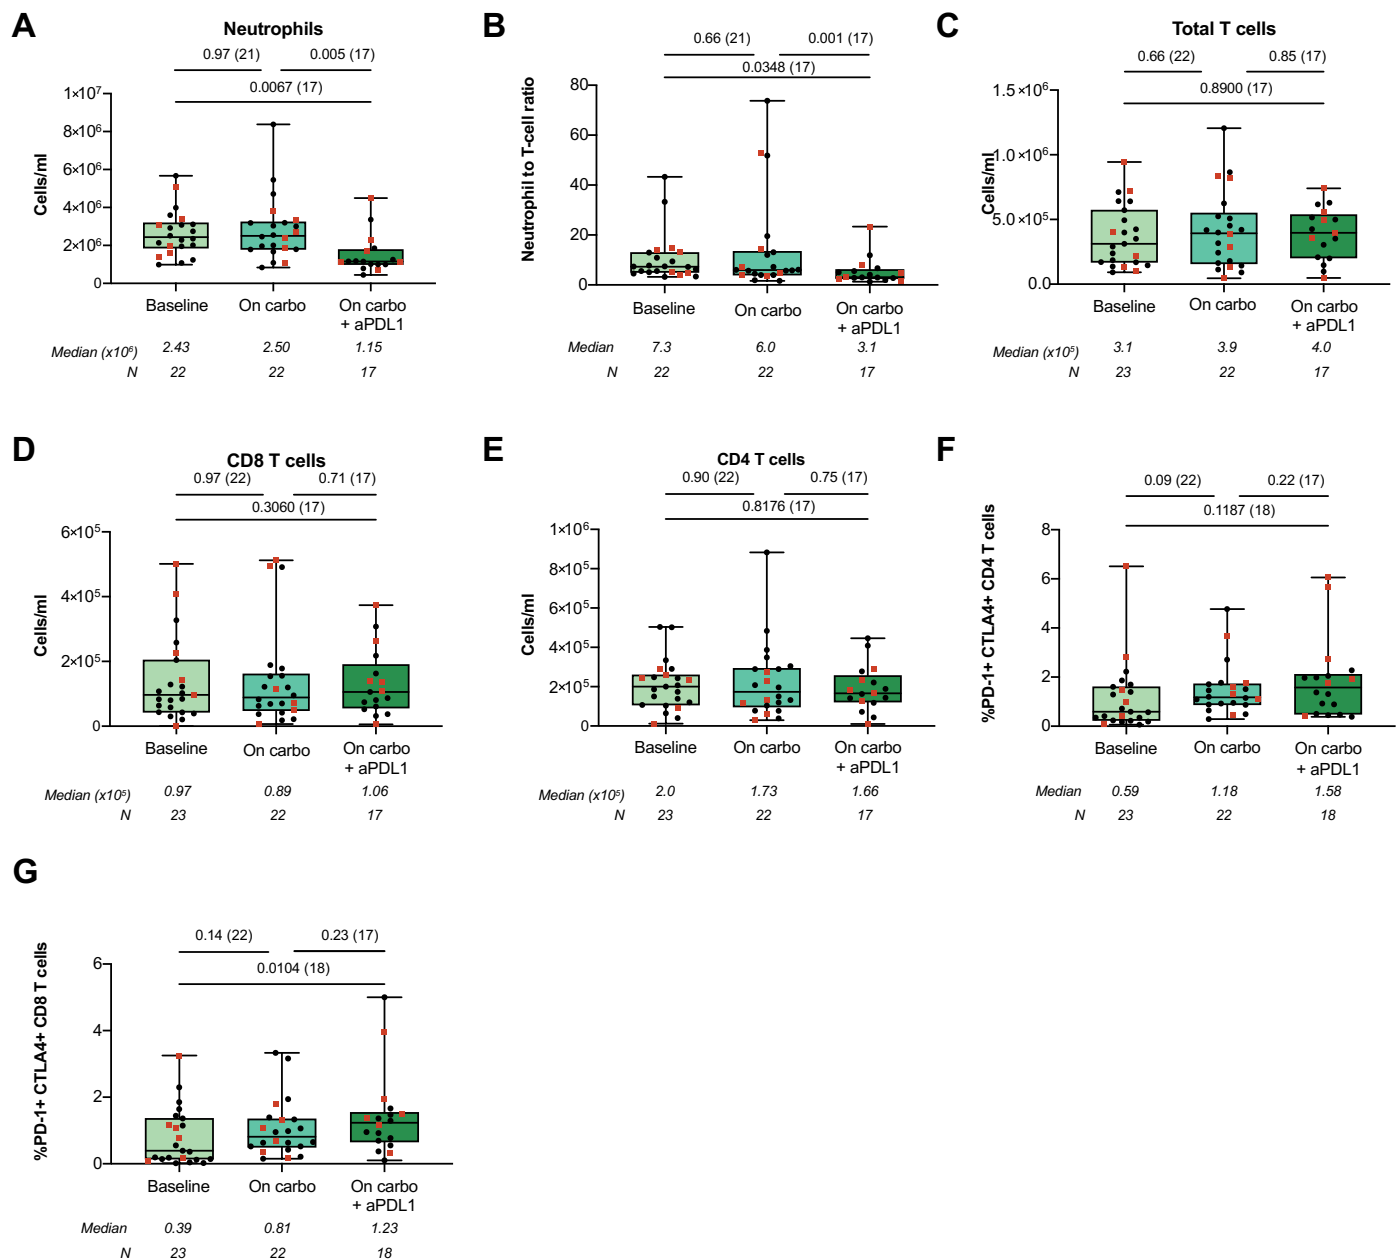 A
Neutrophils
0.97 (21) 0.005 (17)
0.0067 (17)
Cells/ml
1×10⁷
8×10⁶
6×10⁶
4×10⁶
2×10⁶
0
Baseline On carbo On carbo
+ aPDL1
Median (x10⁶) 2.43 2.50 1.15
N 22 22 17
B
0.66 (21) 0.001 (17)
0.0348 (17)
Neutrophil to T-cell ratio
80
60
40
20
0
Baseline On carbo On carbo
+ aPDL1
Median 7.3 6.0 3.1
N 22 22 17
C
Total T cells
0.66 (22) 0.85 (17)
0.8900 (17)
Cells/ml
1.5×10⁶
1.0×10⁶
5.0×10⁵
0.0
Baseline On carbo On carbo
+ aPDL1
Median (x10⁵) 3.1 3.9 4.0
N 23 22 17
D
CD8 T cells
0.97 (22) 0.71 (17)
0.3060 (17)
Cells/ml
6×10⁵
4×10⁵
2×10⁵
0
Baseline On carbo On carbo
+ aPDL1
Median (x10⁵) 0.97 0.89 1.06
N 23 22 17
E
CD4 T cells
0.90 (22) 0.75 (17)
0.8176 (17)
Cells/ml
1×10⁶
8×10⁵
6×10⁵
4×10⁵
2×10⁵
0
Baseline On carbo On carbo
+ aPDL1
Median (x10⁵) 2.0 1.73 1.66
N 23 22 17
F
0.09 (22) 0.22 (17)
0.1187 (18)
%PD-1+ CTLA4+ CD4 T cells
8
6
4
2
0
Baseline On carbo On carbo
+ aPDL1
Median 0.59 1.18 1.58
N 23 22 18
G
0.14 (22) 0.23 (17)
0.0104 (18)
%PD-1+ CTLA4+ CD8 T cells
6
4
2
0
Baseline On carbo On carbo
+ aPDL1
Median 0.39 0.81 1.23
N 23 22 18